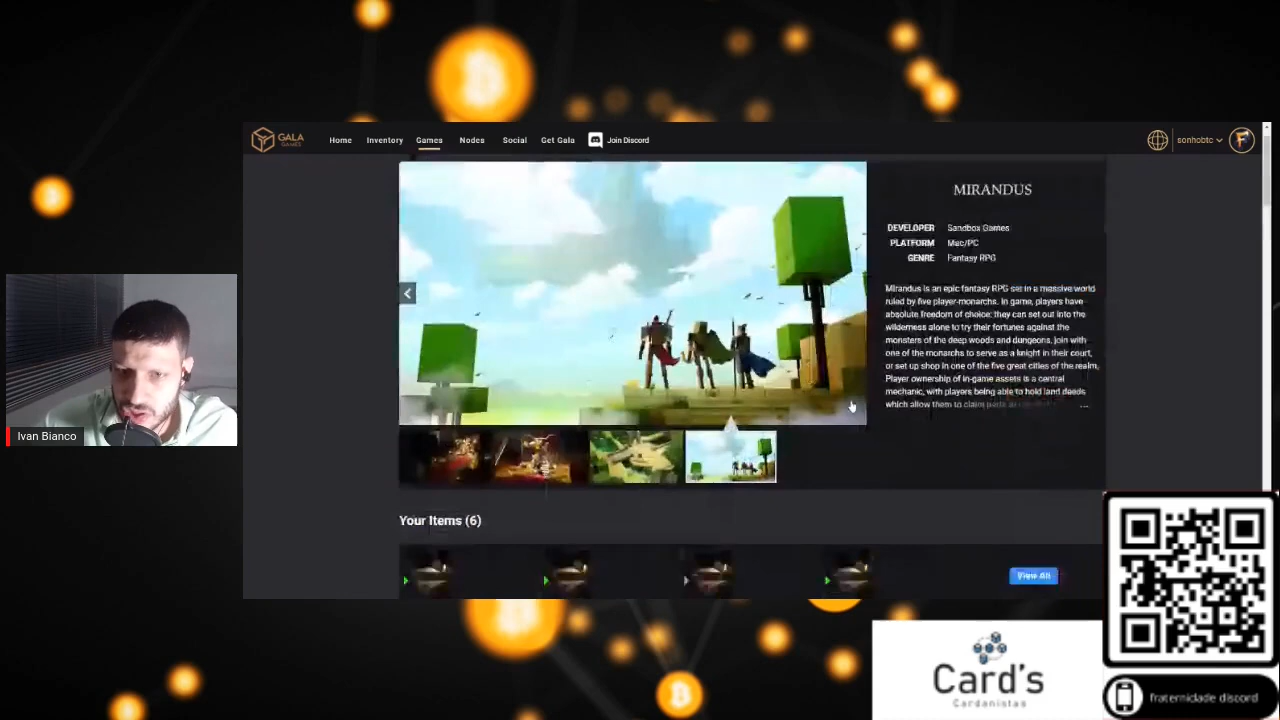 GALA
GAMES
Home
Inventory
Games
Nodes
Social
Get Gala
Join Discord
sonhobtc
MIRANDUS
DEVELOPER Sandbox Games
PLATFORM Mac/PC
GENRE Fantasy RPG
Mirandus is an epic fantasy RPG set in a massive world
ruled by five player-monarchs. In game, players have
absolute freedom of choice: they can set out into the
wilderness alone to try their fortunes against the
monsters of the deep woods and dungeons, join with
one of the monarchs to serve as a knight in their court,
or set up shop in one of the five great cities of the realm.
Player ownership of in-game assets is a central
mechanic, with players being able to hold land deeds
which allow them to claim parts
...
Ivan Bianco
Your Items (6)
View All
Card's
Cardanistas
fraternidade discord